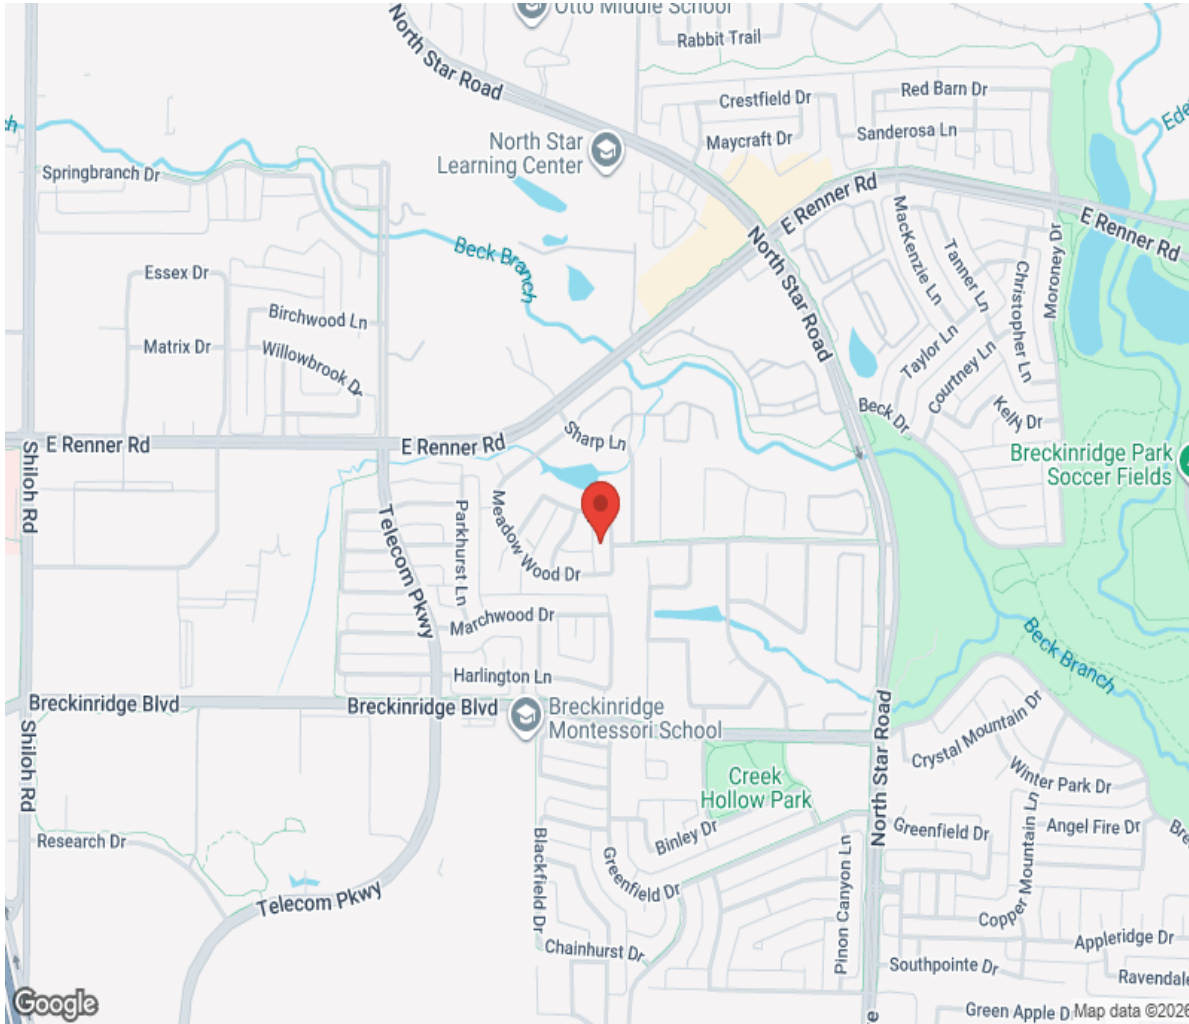 Otto Middle School
Rabbit Trail
North Star Road
Red Barn Dr
Crestfield Dr
Maycraft Dr
Sanderosa Ln
North Star
Learning Center
Springbranch Dr
E Renner Rd
E Renner Rd
MacKenzie Ln
Tanner Ln
Christopher Ln
Moroney Dr
North Star Road
Beck Branch
Essex Dr
Birchwood Ln
Matrix Dr
Willowbrook Dr
Taylor Ln
Courtney Ln
Kelly Dr
Beck Dr
Sharp Ln
E Renner Rd
E Renner Rd
Breckinridge Park
Soccer Fields
Shiloh Rd
Telecom Pkwy
Parkhurst Ln
Meadow Wood Dr
Marchwood Dr
Harlington Ln
Beck Branch
Breckinridge Blvd
Breckinridge Blvd
Breckinridge
Montessori School
Shiloh Rd
North Star Road
Crystal Mountain Dr
Winter Park Dr
Creek
Hollow Park
Copper Mountain Ln
Greenfield Dr
Angel Fire Dr
Research Dr
Binley Dr
Blackfield Dr
Greenfield Dr
Pinon Canyon Ln
Telecom Pkwy
Chainhurst Dr
Appleridge Dr
Southpointe Dr
Ravendale
Green Apple D
Google
Map data ©2026